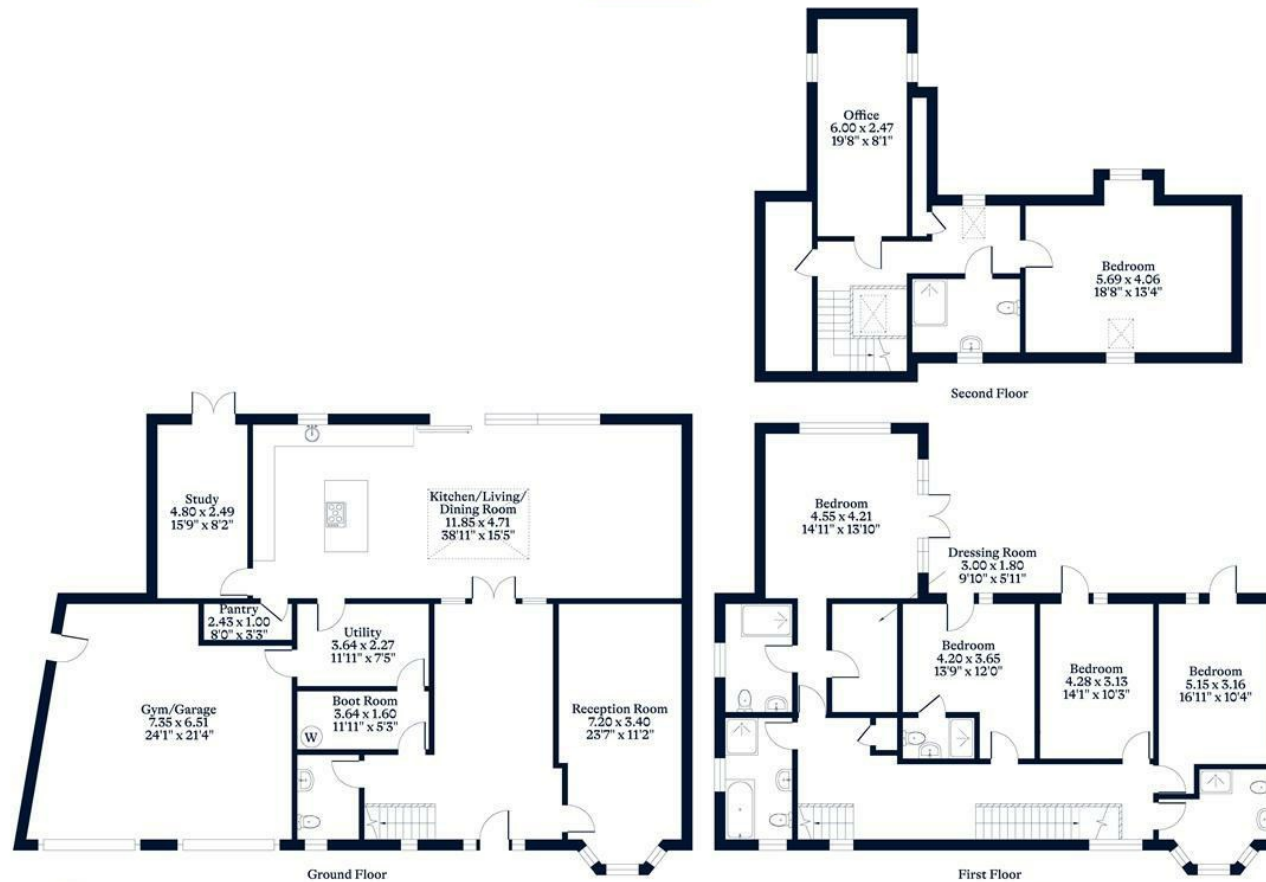 Office
6.00 x 2.47
19'8" x 8'1"
Bedroom
5.69 x 4.06
18'8" x 13'4"
Second Floor
Study
4.80 x 2.49
15'9" x 8'2"
Kitchen/Living/
Dining Room
11.85 x 4.71
38'11" x 15'5"
Pantry
2.43 x 1.00
8'0" x 3'3"
Utility
3.64 x 2.27
11'11" x 7'5"
Boot Room
3.64 x 1.60
11'11" x 5'3"
W
Gym/Garage
7.35 x 6.51
24'1" x 21'4"
Reception Room
7.20 x 3.40
23'7" x 11'2"
Ground Floor
Bedroom
4.55 x 4.21
14'11" x 13'10"
Dressing Room
3.00 x 1.80
9'10" x 5'11"
Bedroom
4.20 x 3.65
13'9" x 12'0"
Bedroom
4.28 x 3.13
14'1" x 10'3"
Bedroom
5.15 x 3.16
16'11" x 10'4"
First Floor